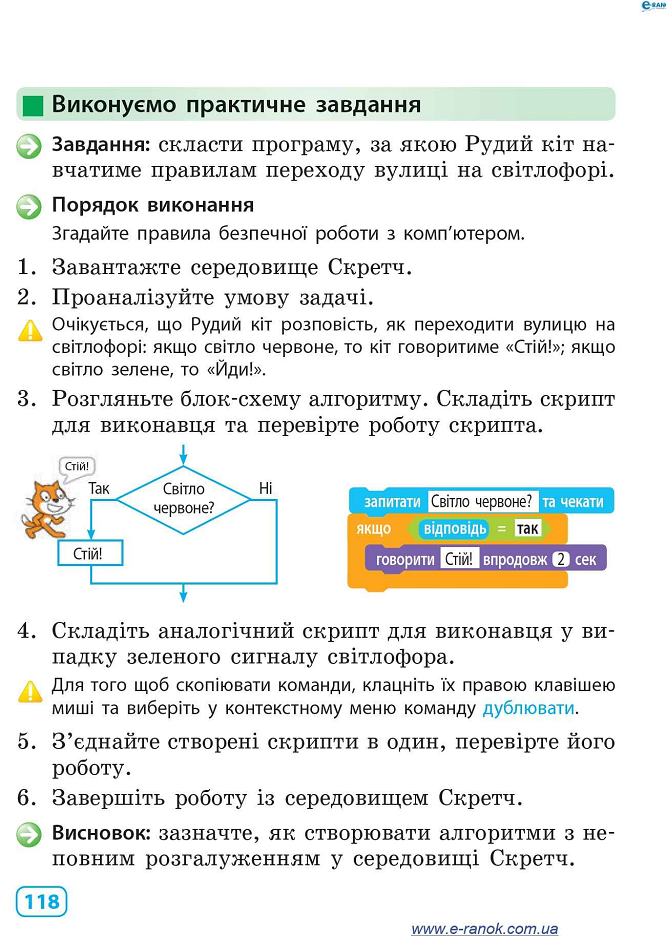 e-RANOK
Виконуємо практичне завдання
Завдання: скласти програму, за якою Рудий кіт на-
вчатиме правилам переходу вулиці на світлофорі.
Порядок виконання
Згадайте правила безпечної роботи з комп'ютером.
1. Завантажте середовище Скретч.
2. Проаналізуйте умову задачі.
Очікується, що Рудий кіт розповість, як переходити вулицю на
світлофорі: якщо світло червоне, то кіт говоритиме «Стій!»; якщо
світло зелене, то «Йди!».
3. Розгляньте блок-схему алгоритму. Складіть скрипт
для виконавця та перевірте роботу скрипта.
Стій!
Так
Світло
червоне?
Ні
Стій!
запитати Світло червоне? та чекати
якщо відповідь = так
говорити Стій! впродовж 2 сек
4. Складіть аналогічний скрипт для виконавця у ви-
падку зеленого сигналу світлофора.
Для того щоб скопіювати команди, клацніть їх правою клавішею
миші та виберіть у контекстному меню команду дублювати.
5. З'єднайте створені скрипти в один, перевірте його
роботу.
6. Завершіть роботу із середовищем Скретч.
Висновок: зазначте, як створювати алгоритми з не-
повним розгалуженням у середовищі Скретч.
118
www.e-ranok.com.ua